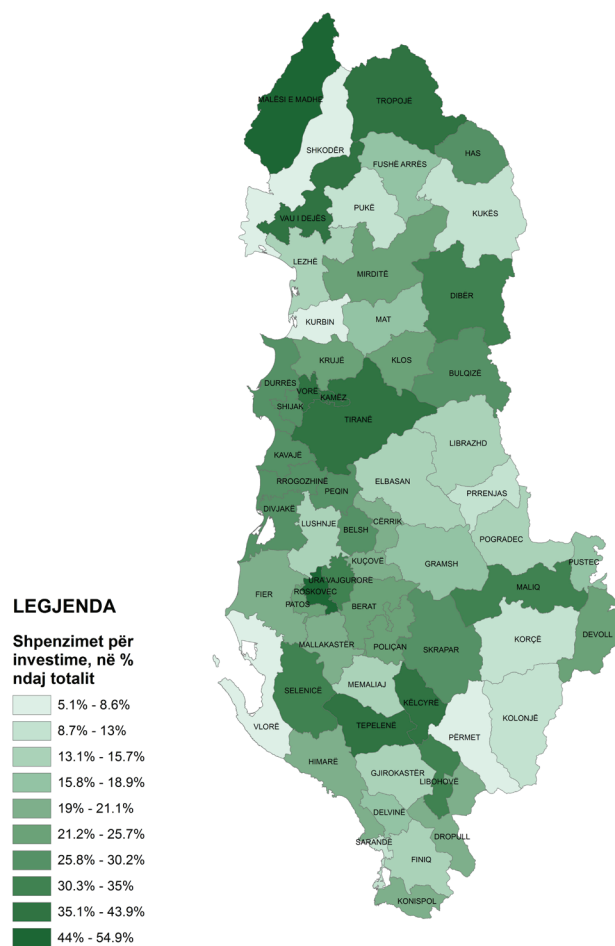 MALËSI E MADHE
TROPOJË
SHKODËR
HAS
FUSHË ARRËS
PUKË
KUKËS
VAU I DEJËS
LEZHË
MIRDITË
DIBËR
KURBIN
MAT
KRUJË
KLOS
BULQIZË
DURRËS
VORË
KAMËZ
SHIJAK
TIRANË
LIBRAZHD
KAVAJË
ELBASAN
RROGOZHINË
PEQIN
PRRENJAS
DIVJAKË
CËRRIK
LUSHNJE
BELSH
POGRADEC
KUÇOVË
GRAMSH
PUSTEC
URA VAJGURORE
MALIQ
FIER
ROSKOVEC
PATOS
BERAT
DEVOLL
KORÇË
MALLAKASTËR
POLIÇAN
SKRAPAR
MEMALIAJ
SELENICË
KËLCYRË
KOLONJË
VLORË
TEPELENË
PËRMET
HIMARË
GJIROKASTËR
LIBOHOVË
DELVINË
DROPULL
SARANDË
FINIQ
KONISPOL
LEGJENDA
Shpenzimet për
investime, në %
ndaj totalit
5.1% - 8.6%
8.7% - 13%
13.1% - 15.7%
15.8% - 18.9%
19% - 21.1%
21.2% - 25.7%
25.8% - 30.2%
30.3% - 35%
35.1% - 43.9%
44% - 54.9%